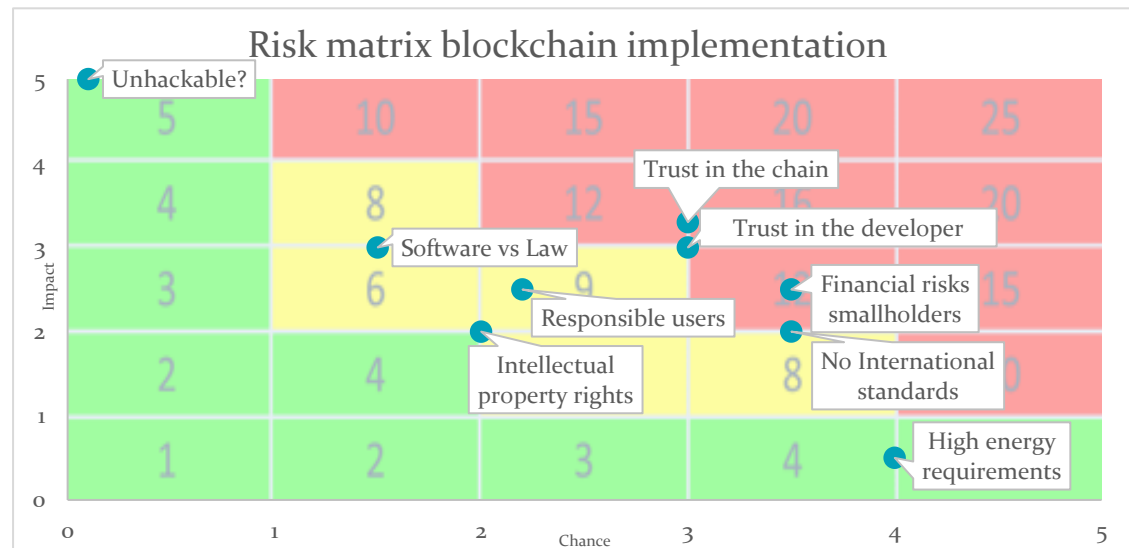 Risk matrix blockchain implementation
5
Unhackable?
5
10
15
20
25
4
Trust in the chain
4
8
12
16
20
Trust in the developer
3
Software vs Law
Impact
3
6
9
12
15
Financial risks
smallholders
Responsible users
2
Intellectual
property rights
No International
standards
2
4
8
0
1
High energy
requirements
1
2
3
4
0
0
1
2
3
4
5
Chance